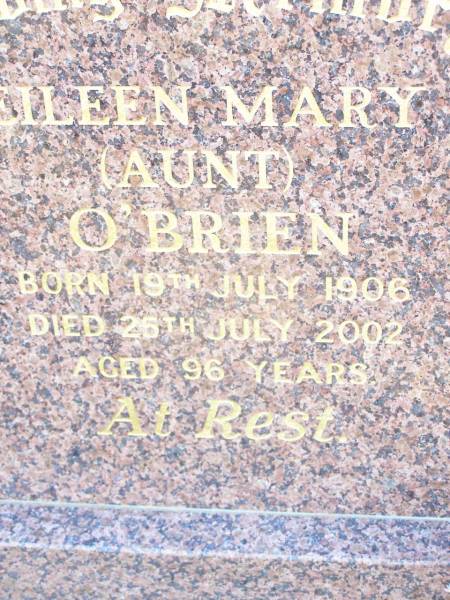 EILEEN MARY
(AUNT)
O'BRIEN
BORN 19TH JULY 1906
DIED 25TH JULY 2002
AGED 96 YEARS.
At Rest.